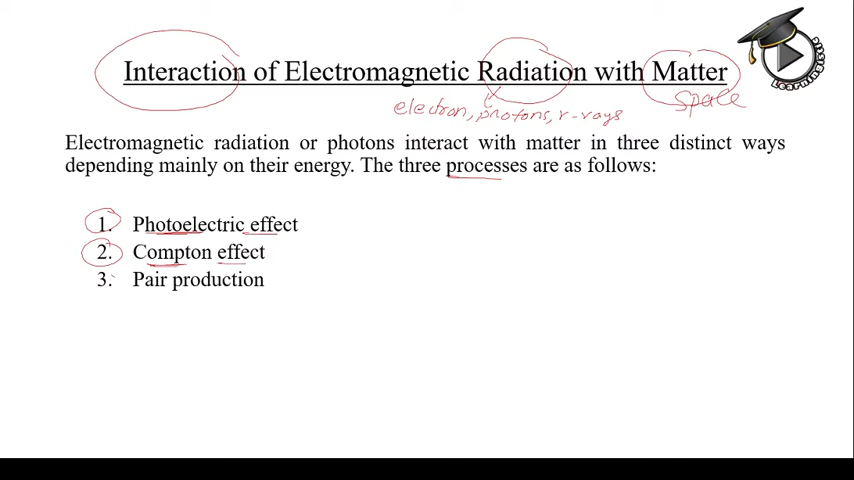 Interaction of Electromagnetic Radiation with Matter
space
electron, photons, r-rays
Electromagnetic radiation or photons interact with matter in three distinct ways
depending mainly on their energy. The three processes are as follows:
1. Photoelectric effect
2. Compton effect
3. Pair production